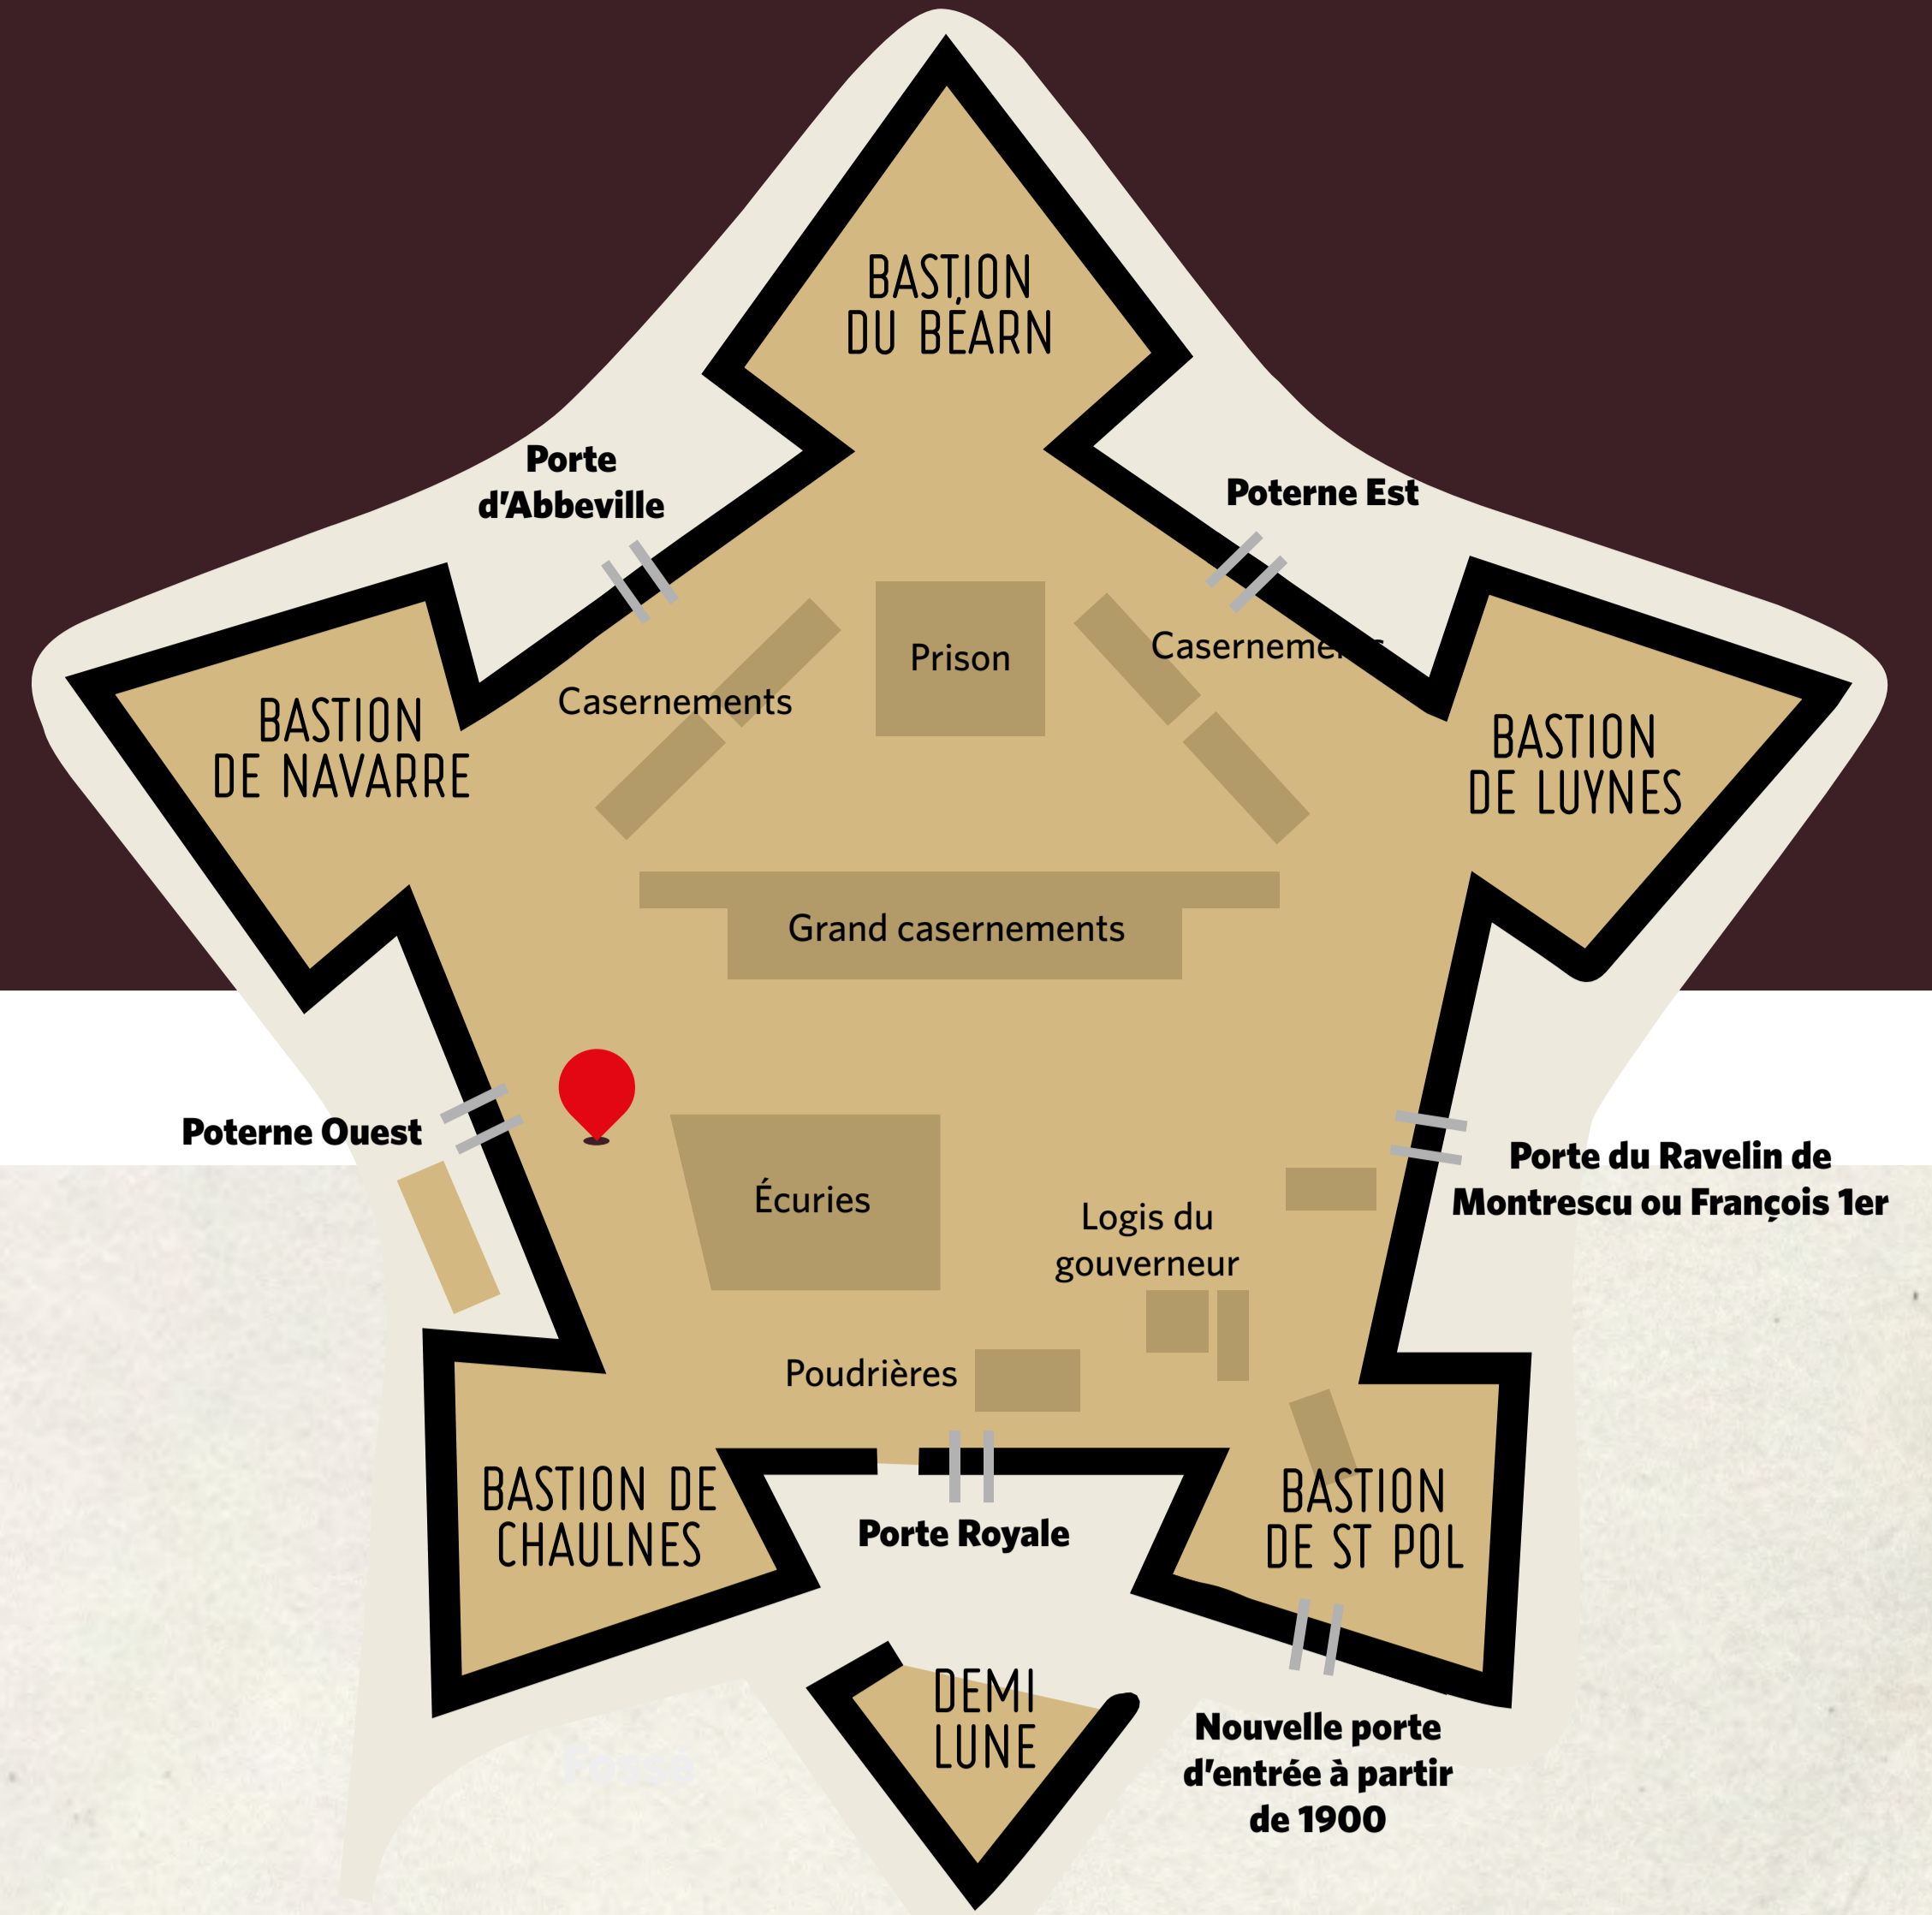 BASTION
DU BÉARN
Porte
d'Abbeville
Poterne Est
Casernements
Prison
Casernements
BASTION
DE NAVARRE
BASTION
DE LUYNES
Grand casernements
Poterne Ouest
Écuries
Porte du Ravelin de
Montrescu ou François 1er
Logis du
gouverneur
Poudrières
BASTION DE
CHAULNES
Porte Royale
BASTION
DE ST POL
DEMI
LUNE
Nouvelle porte
d'entrée à partir
de 1900
Fossé